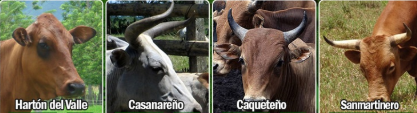 Hartón del Valle
Casanareño
Caqueteño
Sanmartinero